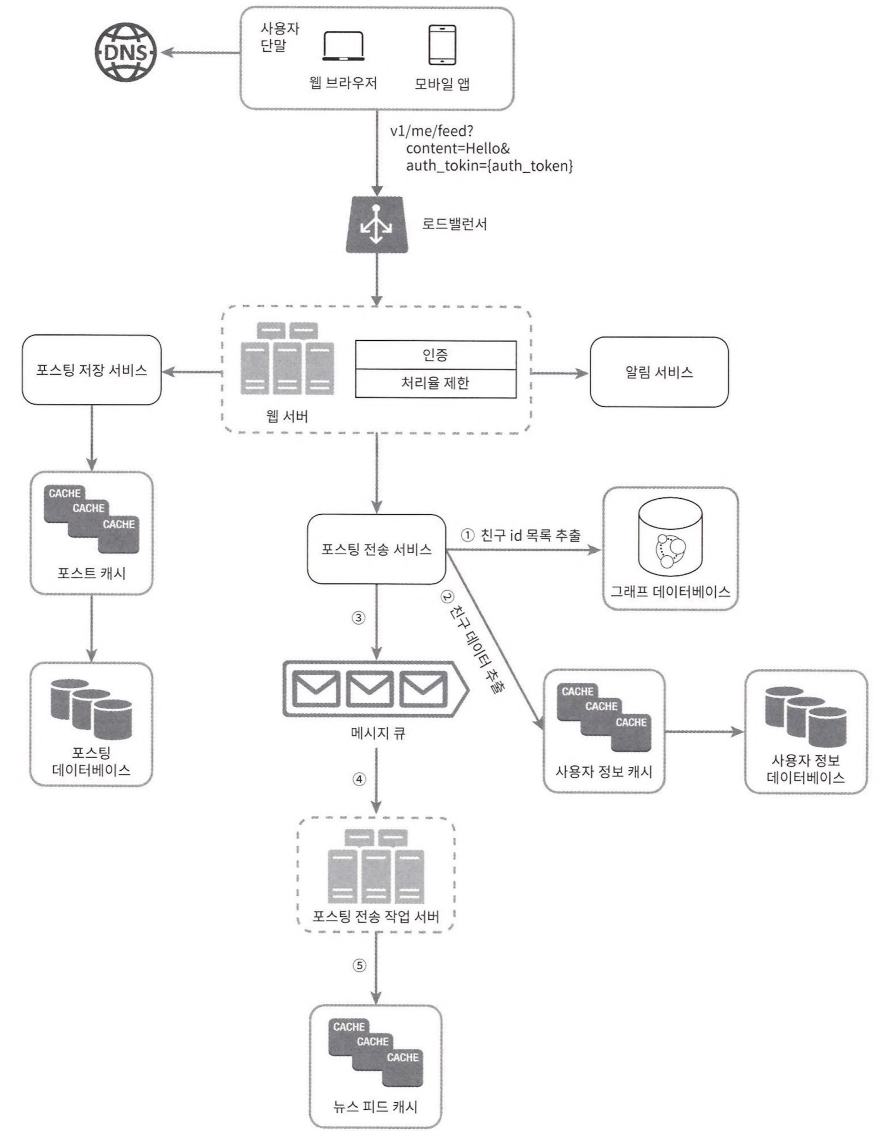 DNS
사용자
단말
웹 브라우저
모바일 앱
v1/me/feed?
content=Hello&
auth_tokin={auth_token}
로드밸런서
포스팅 저장 서비스
인증
처리율 제한
웹 서버
알림 서비스
CACHE
CACHE
CACHE
포스트 캐시
포스팅 전송 서비스
① 친구 id 목록 추출
그래프 데이터베이스
② 친구 데이터 추출
③
포스팅
데이터베이스
메시지 큐
CACHE
CACHE
CACHE
사용자 정보 캐시
사용자 정보
데이터베이스
④
포스팅 전송 작업 서버
⑤
CACHE
CACHE
CACHE
뉴스 피드 캐시